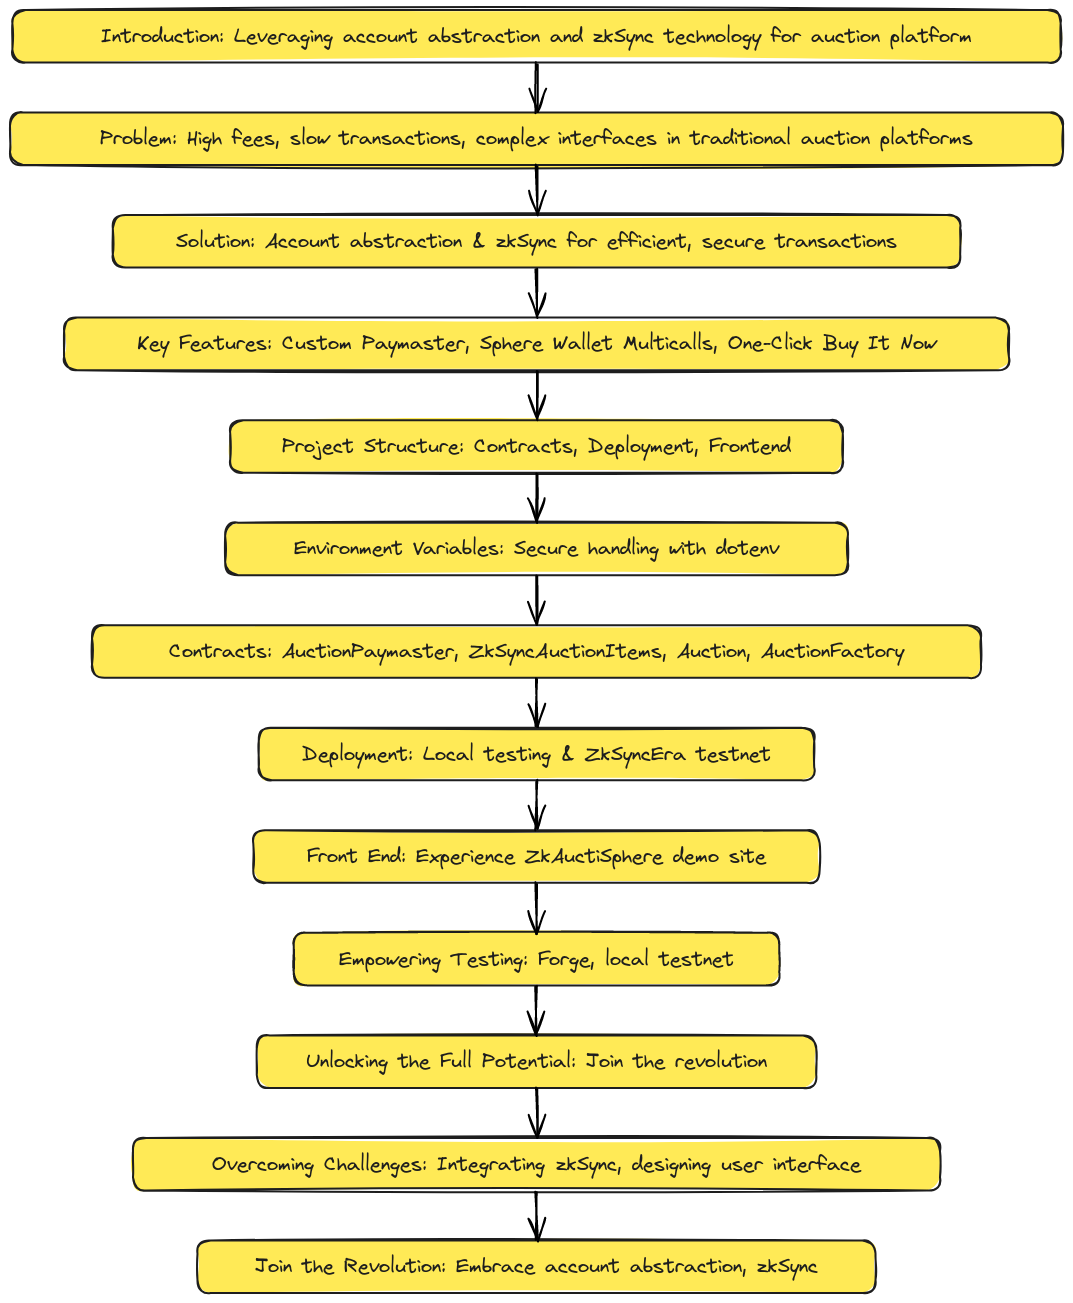 Introduction: Leveraging account abstraction and zkSync technology for auction platform
Problem: High fees, slow transactions, complex interfaces in traditional auction platforms
Solution: Account abstraction & zkSync for efficient, secure transactions
Key Features: Custom Paymaster, Sphere Wallet Multicalls, One-Click Buy It Now
Project Structure: Contracts, Deployment, Frontend
Environment Variables: Secure handling with dotenv
Contracts: AuctionPaymaster, ZkSyncAuctionItems, Auction, AuctionFactory
Deployment: Local testing & ZkSyncEra testnet
Front End: Experience ZkAuctiSphere demo site
Empowering Testing: Forge, local testnet
Unlocking the Full Potential: Join the revolution
Overcoming Challenges: Integrating zkSync, designing user interface
Join the Revolution: Embrace account abstraction, zkSync